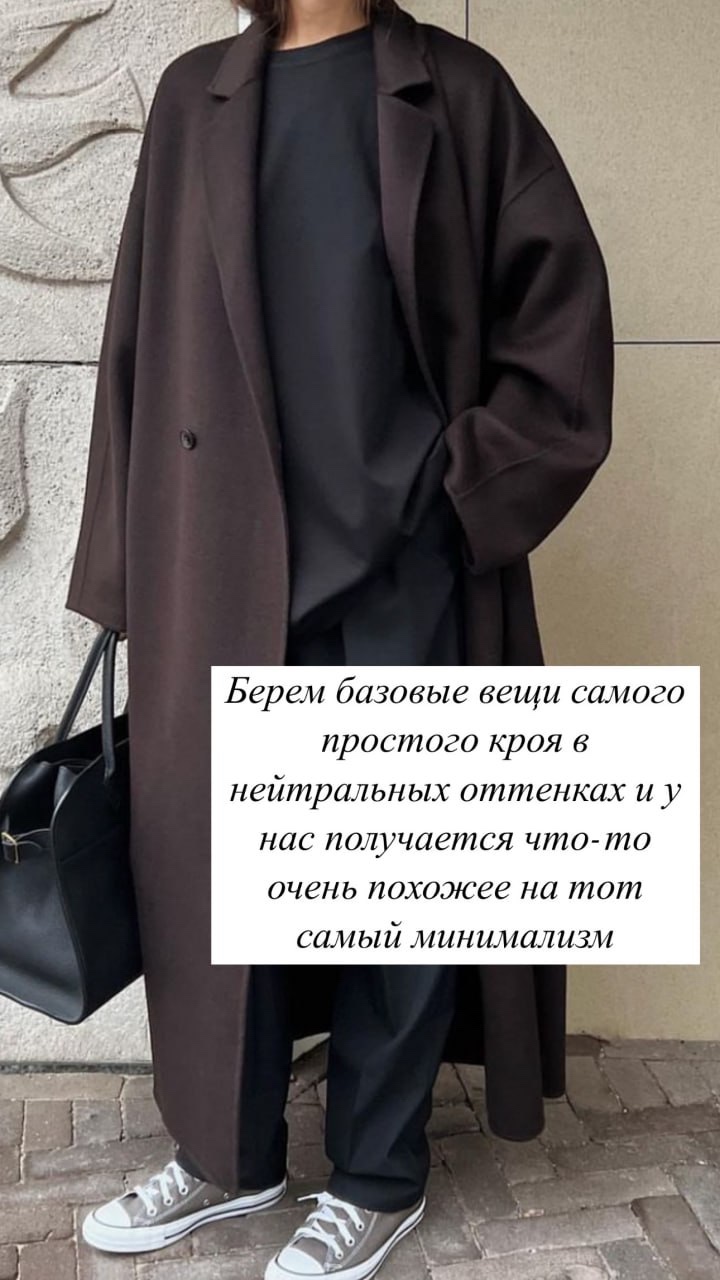 Берем базовые вещи самого
простого кроя в
нейтральных оттенках и у
нас получается что-то
очень похожее на тот
самый минимализм